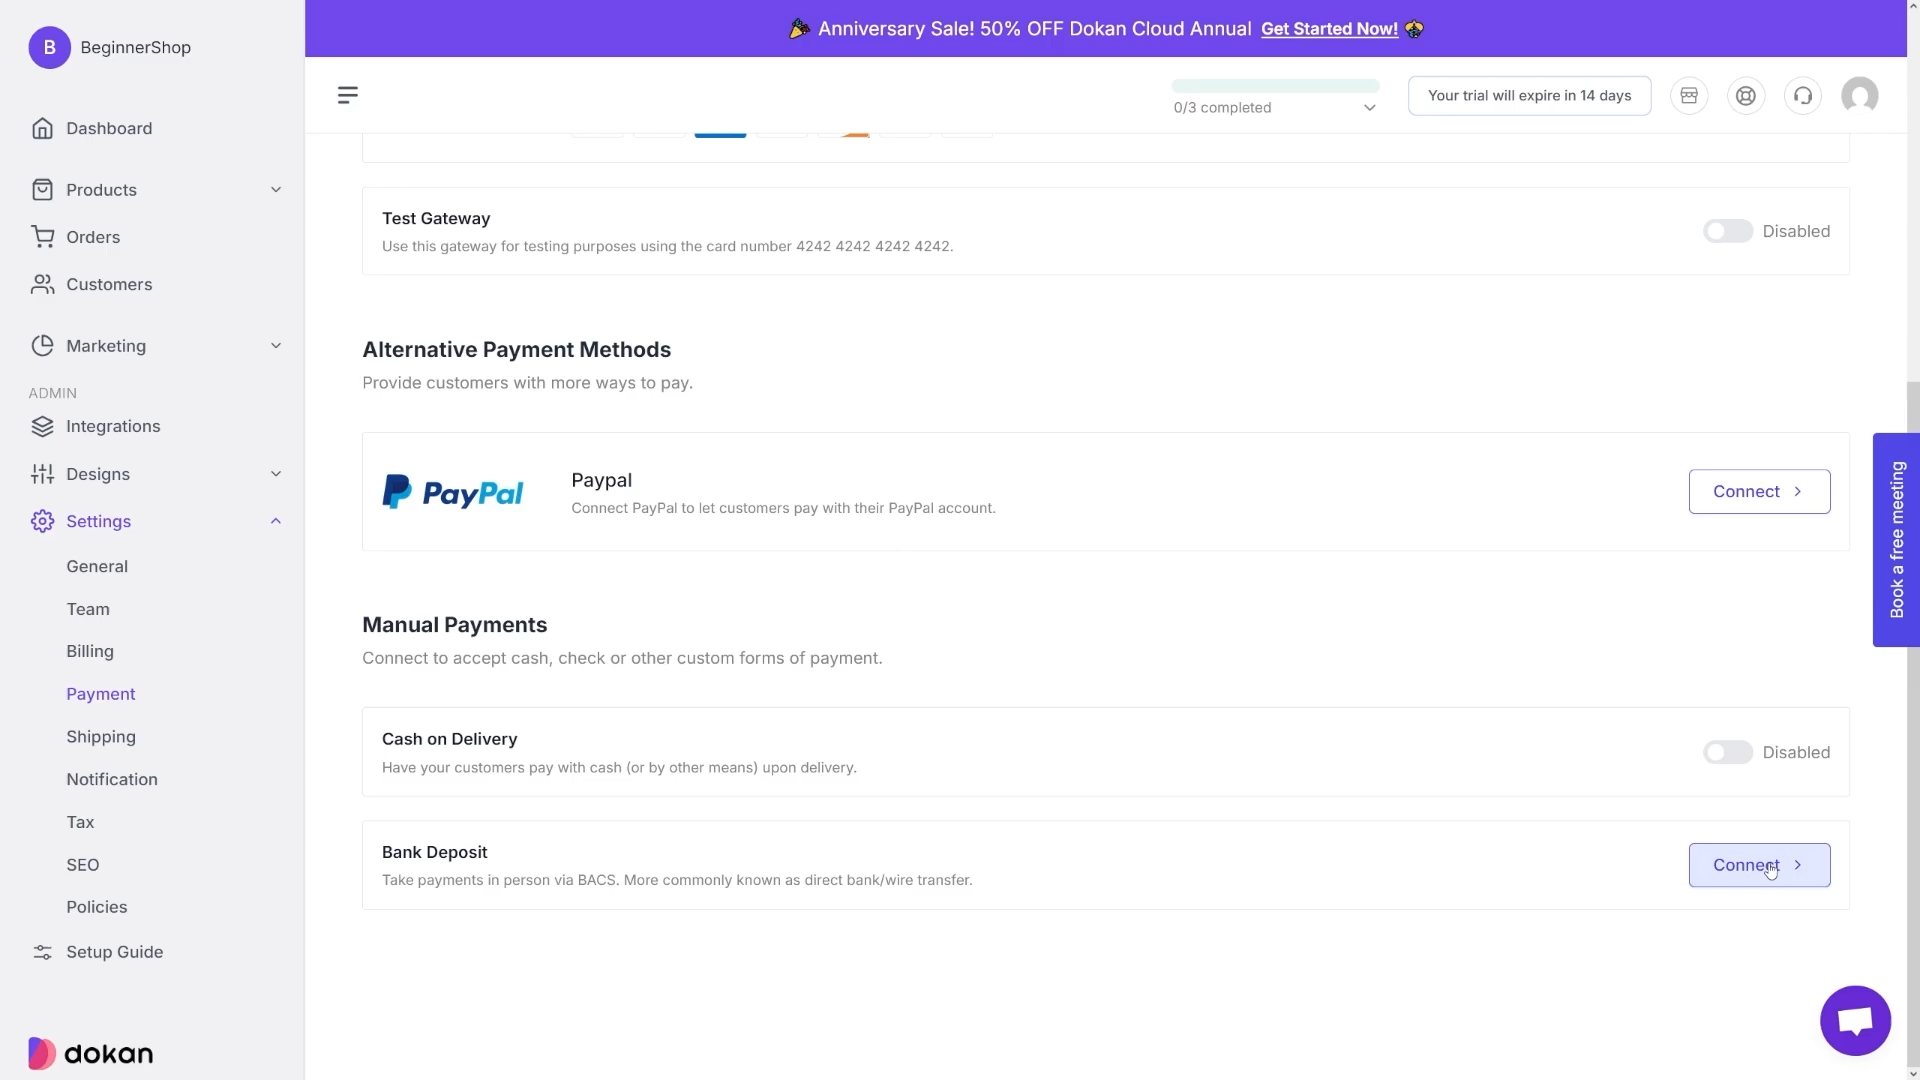 B BeginnerShop
Dashboard
Products
Orders
Customers
Marketing
ADMIN
Integrations
Designs
Settings
General
Team
Billing
Payment
Shipping
Notification
Tax
SEO
Policies
Setup Guide
dokan
Anniversary Sale! 50% OFF Dokan Cloud Annual Get Started Now!
0/3 completed
Your trial will expire in 14 days
Test Gateway
Use this gateway for testing purposes using the card number 4242 4242 4242 4242.
Disabled
Alternative Payment Methods
Provide customers with more ways to pay.
PayPal
Paypal
Connect PayPal to let customers pay with their PayPal account.
Connect
Manual Payments
Connect to accept cash, check or other custom forms of payment.
Cash on Delivery
Have your customers pay with cash (or by other means) upon delivery.
Disabled
Bank Deposit
Take payments in person via BACS. More commonly known as direct bank/wire transfer.
Connect
Book a free meeting